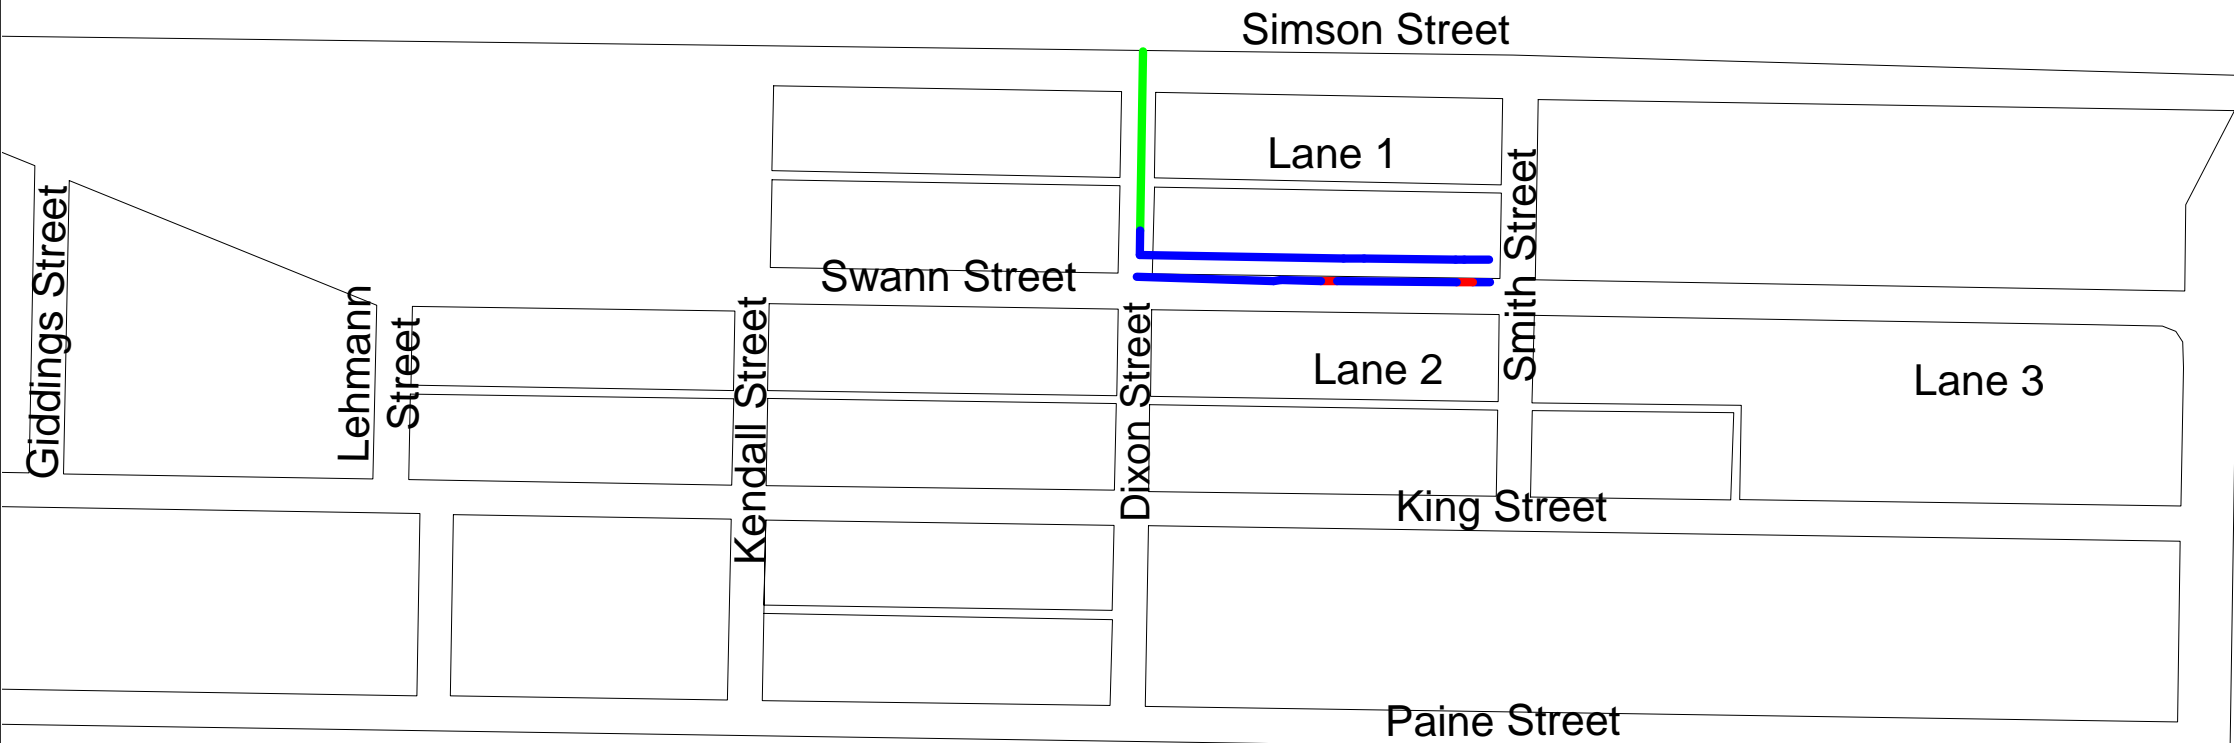 Simson Street
Lane 1
Giddings Street
Lehmann
Street
Kendall Street
Swann Street
Dixon Street
Smith Street
Lane 2
Lane 3
King Street
Paine Street